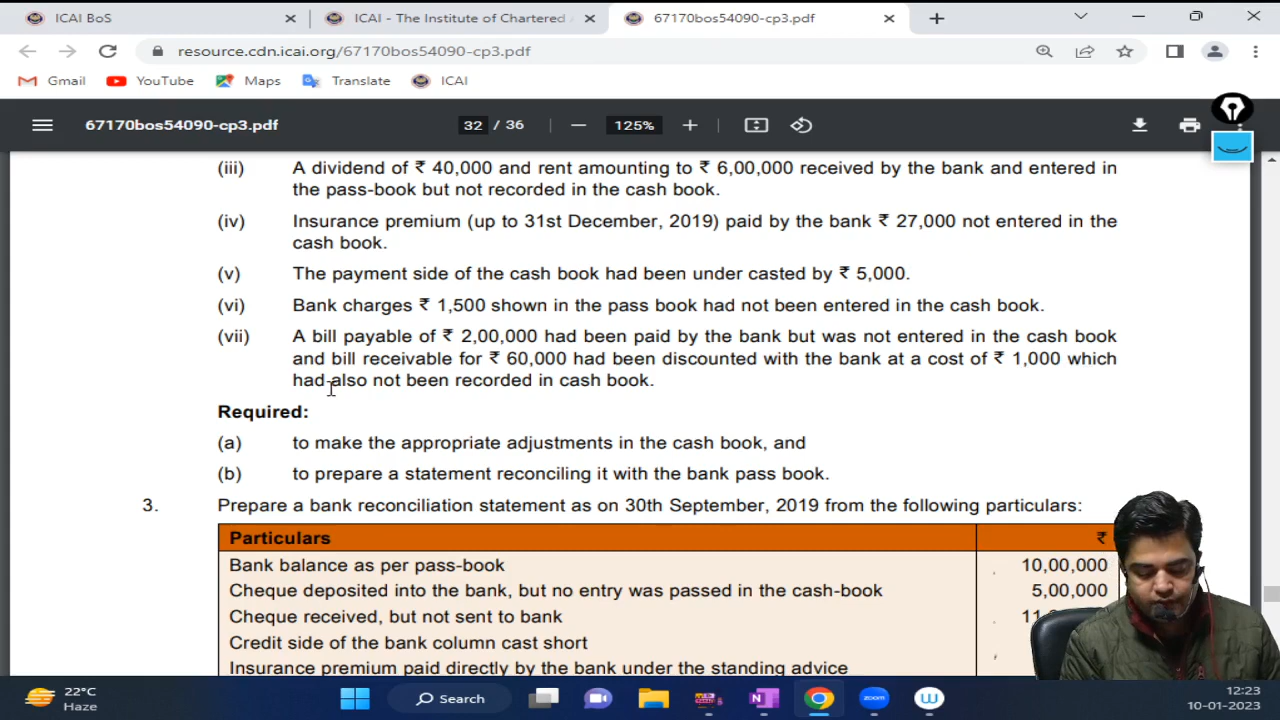 ICAI BoS
ICAI - The Institute of Chartered
67170bos54090-cp3.pdf
resource.cdn.icai.org/67170bos54090-cp3.pdf
Gmail YouTube Maps Translate ICAI
67170bos54090-cp3.pdf 32 / 36 125%
(iii) A dividend of ₹ 40,000 and rent amounting to ₹ 6,00,000 received by the bank and entered in
the pass-book but not recorded in the cash book.
(iv) Insurance premium (up to 31st December, 2019) paid by the bank ₹ 27,000 not entered in the
cash book.
(v) The payment side of the cash book had been under casted by ₹ 5,000.
(vi) Bank charges ₹ 1,500 shown in the pass book had not been entered in the cash book.
(vii) A bill payable of ₹ 2,00,000 had been paid by the bank but was not entered in the cash book
and bill receivable for ₹ 60,000 had been discounted with the bank at a cost of ₹ 1,000 which
had also not been recorded in cash book.
Required:
(a) to make the appropriate adjustments in the cash book, and
(b) to prepare a statement reconciling it with the bank pass book.
3. Prepare a bank reconciliation statement as on 30th September, 2019 from the following particulars:
Particulars ₹
Bank balance as per pass-book 10,00,000
Cheque deposited into the bank, but no entry was passed in the cash-book 5,00,000
Cheque received, but not sent to bank
Credit side of the bank column cast short
Insurance premium paid directly by the bank under the standing advice
22°C
Haze
Search
zoom
12:23
10-01-2023